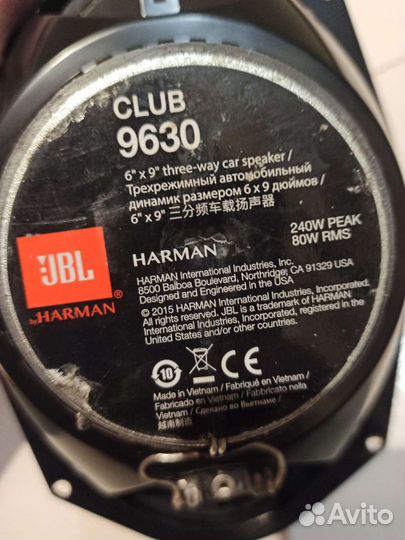 CLUB
9630
6" x 9" three-way car speaker /
Трехрежимный автомобильный
динамик размером 6 x 9 дюймов /
6" x 9" 三分频车载扬声器
240W PEAK
80W RMS
JBL
by HARMAN®
HARMAN
HARMAN International Industries, Inc.
8500 Balboa Boulevard, Northridge, CA 91329 USA
Designed and Engineered in the USA
© 2015 HARMAN International Industries, Inc.
All rights reserved. JBL is a trademark of HARMAN
International Industries, Inc., registered in the
United States and/or other countries.
10
CE
Made in Vietnam / Fabriqué en Vietnam /
Fabricado en Vietnam / Fabbricato nella
Vietnam / Сделано во Вьетнаме /
越南制造
Avito